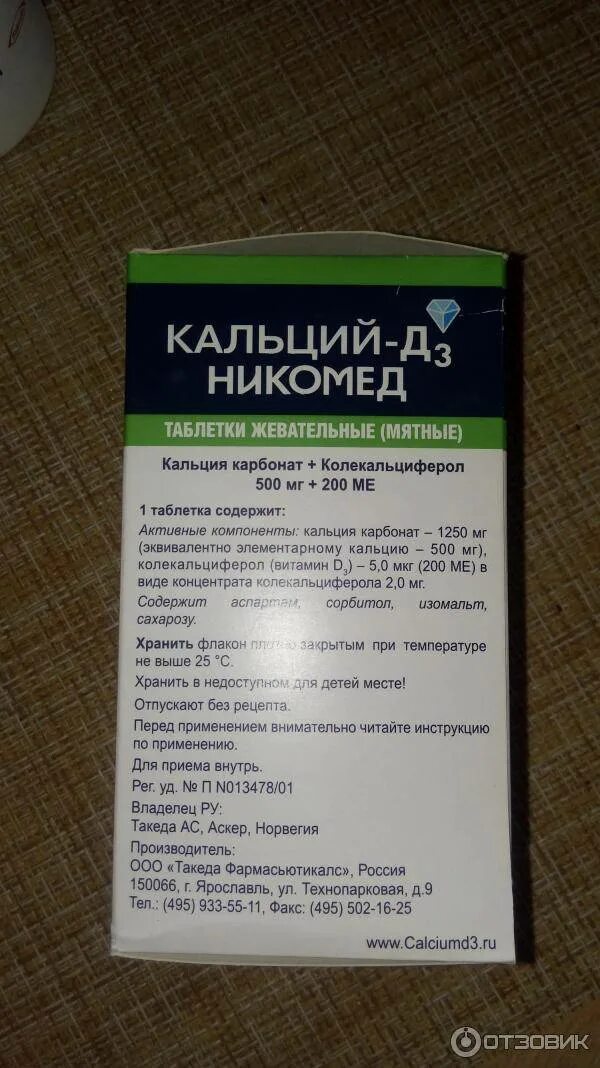 КАЛЬЦИЙ-Д3
НИКОМЕД
ТАБЛЕТКИ ЖЕВАТЕЛЬНЫЕ (МЯТНЫЕ)
Кальция карбонат + Колекальциферол
500 мг + 200 МЕ
1 таблетка содержит:
Активные компоненты: кальция карбонат – 1250 мг
(эквивалентно элементарному кальцию – 500 мг),
колекальциферол (витамин D3) – 5,0 мкг (200 МЕ) в
виде концентрата колекальциферола 2,0 мг.
Содержит аспартам, сорбитол, изомальт,
сахарозу.
Хранить флакон плотно закрытым при температуре
не выше 25 °С.
Хранить в недоступном для детей месте!
Отпускают без рецепта.
Перед применением внимательно читайте инструкцию
по применению.
Для приема внутрь.
Рег. уд. № П N013478/01
Владелец РУ:
Такеда АС, Аскер, Норвегия
Производитель:
ООО «Такеда Фармасьютикалс», Россия
150066, г. Ярославль, ул. Технопарковая, д.9
Тел.: (495) 933-55-11, Факс: (495) 502-16-25
www.Calciumd3.ru
ОТЗОВИК